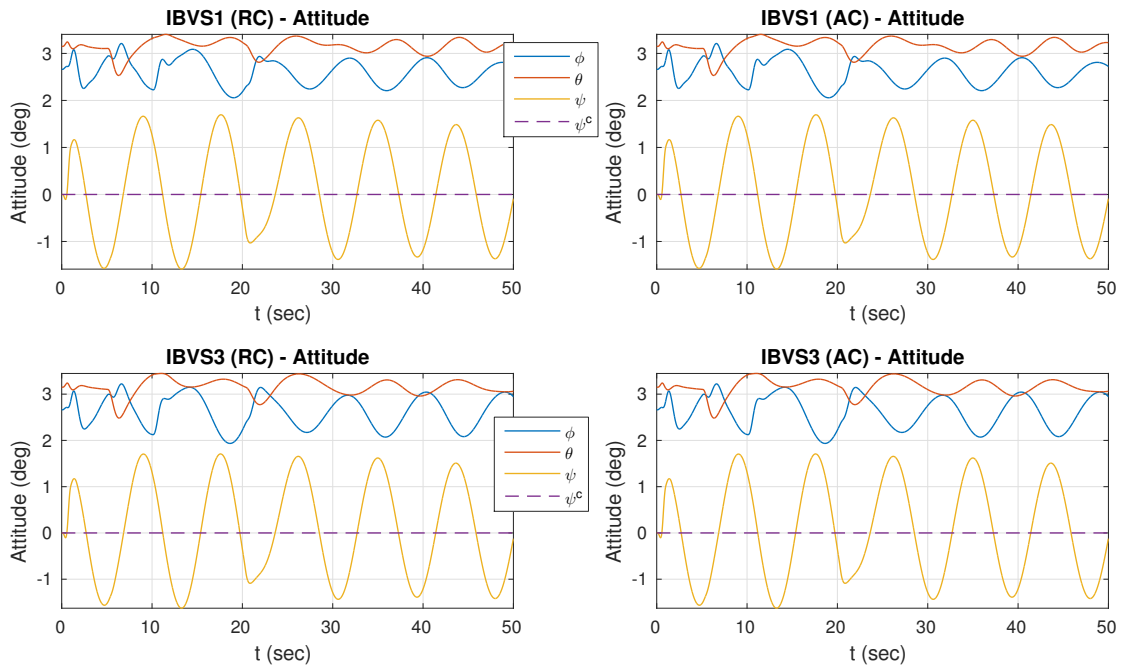 IBVS1 (RC) - Attitude
Attitude (deg)
3
2
1
0
-1
0 10 20 30 40 50
t (sec)
ϕ
θ
ψ
ψᶜ
IBVS1 (AC) - Attitude
Attitude (deg)
3
2
1
0
-1
0 10 20 30 40 50
t (sec)
IBVS3 (RC) - Attitude
Attitude (deg)
3
2
1
0
-1
0 10 20 30 40 50
t (sec)
ϕ
θ
ψ
ψᶜ
IBVS3 (AC) - Attitude
Attitude (deg)
3
2
1
0
-1
0 10 20 30 40 50
t (sec)